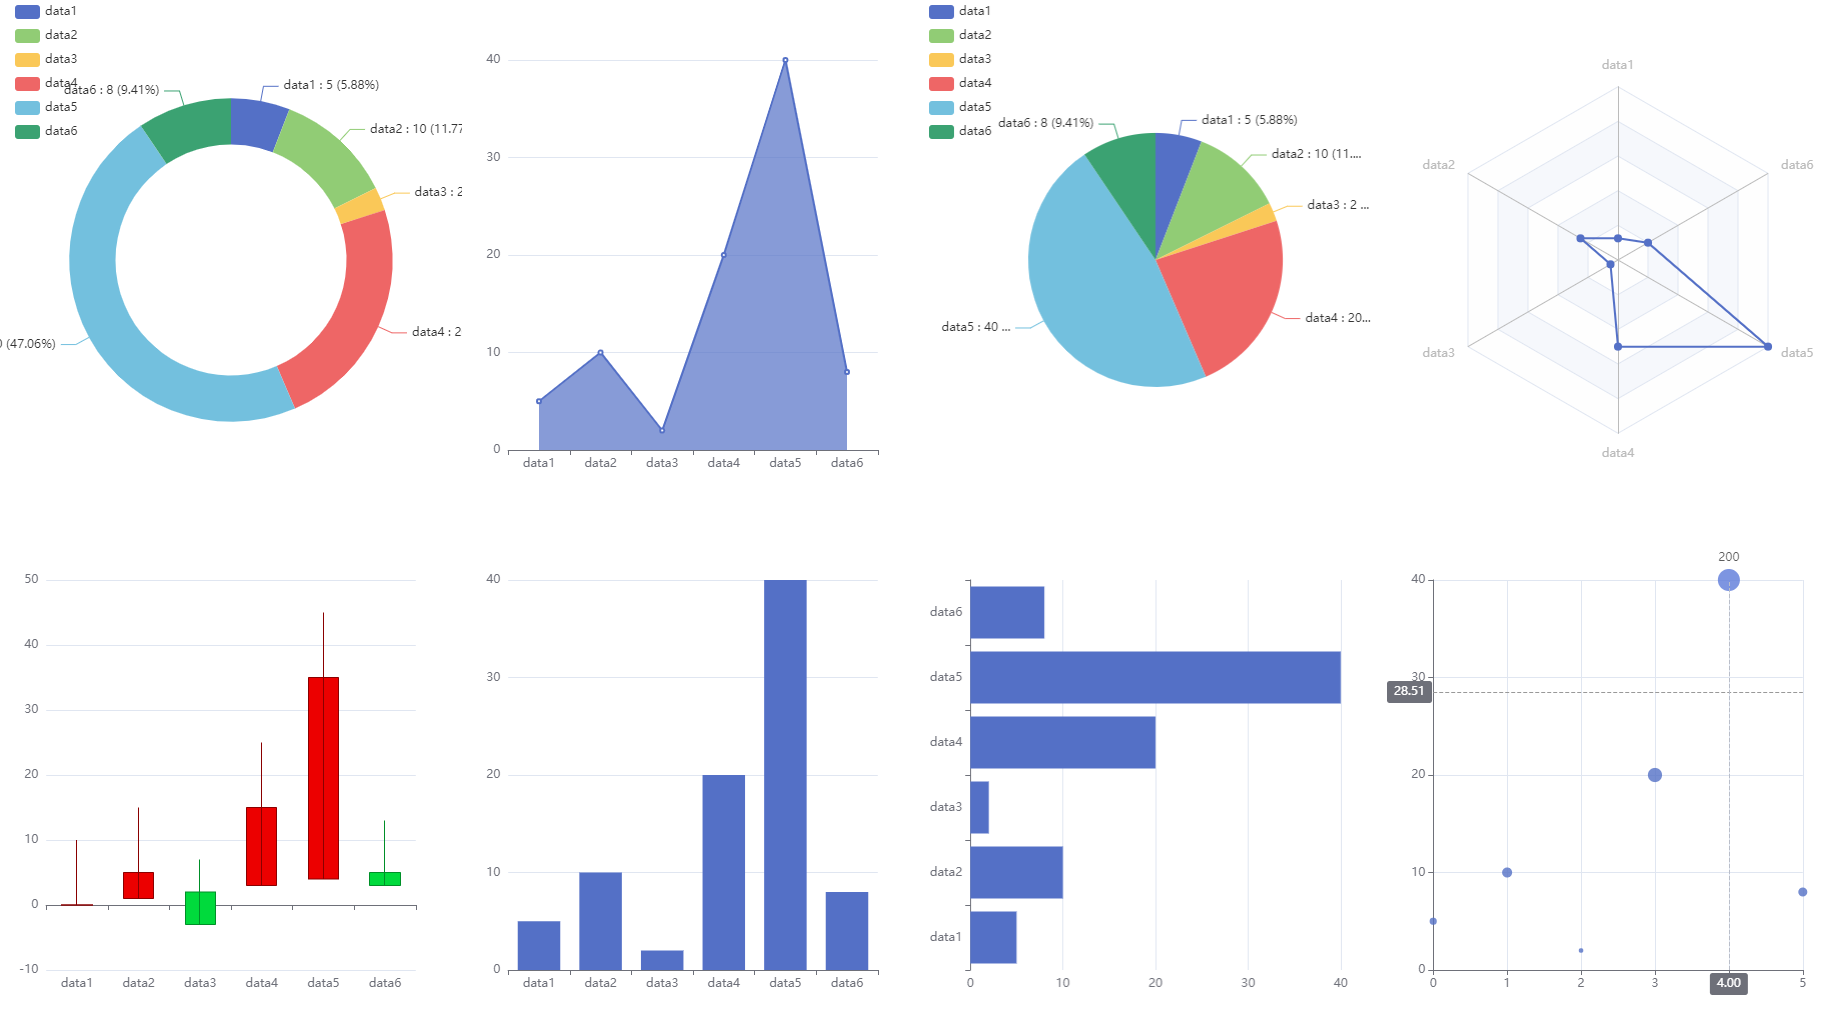 data1
data2
data3
data4
data5
data6
data6 : 8 (9.41%)
data1 : 5 (5.88%)
data2 : 10 (11.77
data3 : 2
data4 : 2
(47.06%)
40
30
20
10
0
data1
data2
data3
data4
data5
data6
data1
data2
data3
data4
data5
data6
data6 : 8 (9.41%)
data1 : 5 (5.88%)
data2 : 10 (11....
data3 : 2 ...
data4 : 20...
data5 : 40 ...
data1
data2
data6
data3
data5
data4
50
40
30
20
10
0
-10
data1
data2
data3
data4
data5
data6
40
30
20
10
0
data1
data2
data3
data4
data5
data6
data6
data5
data4
data3
data2
data1
0
10
20
30
40
200
40
30
28.51
20
10
0
0
1
2
3
4.00
5